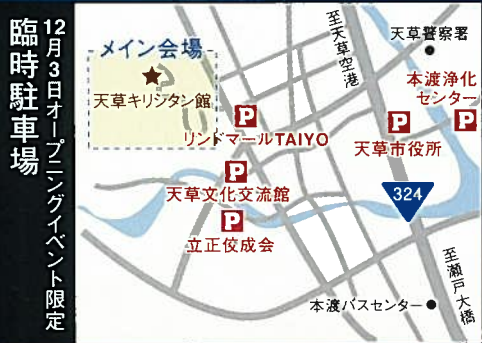 12月3日オープニングイベント限定
臨時駐車場
メイン会場
天草キリシタン館
至天草空港
天草警察署
本渡浄化
センター
P
P
P
リンドマールTAIYO
天草市役所
P
天草文化交流館
324
P
立正佼成会
至瀬戸大橋
本渡バスセンター